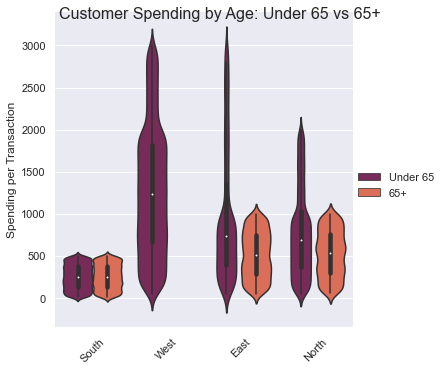 Customer Spending by Age: Under 65 vs 65+
Spending per Transaction
3000
2500
2000
1500
1000
500
0
South
West
East
North
Under 65
65+